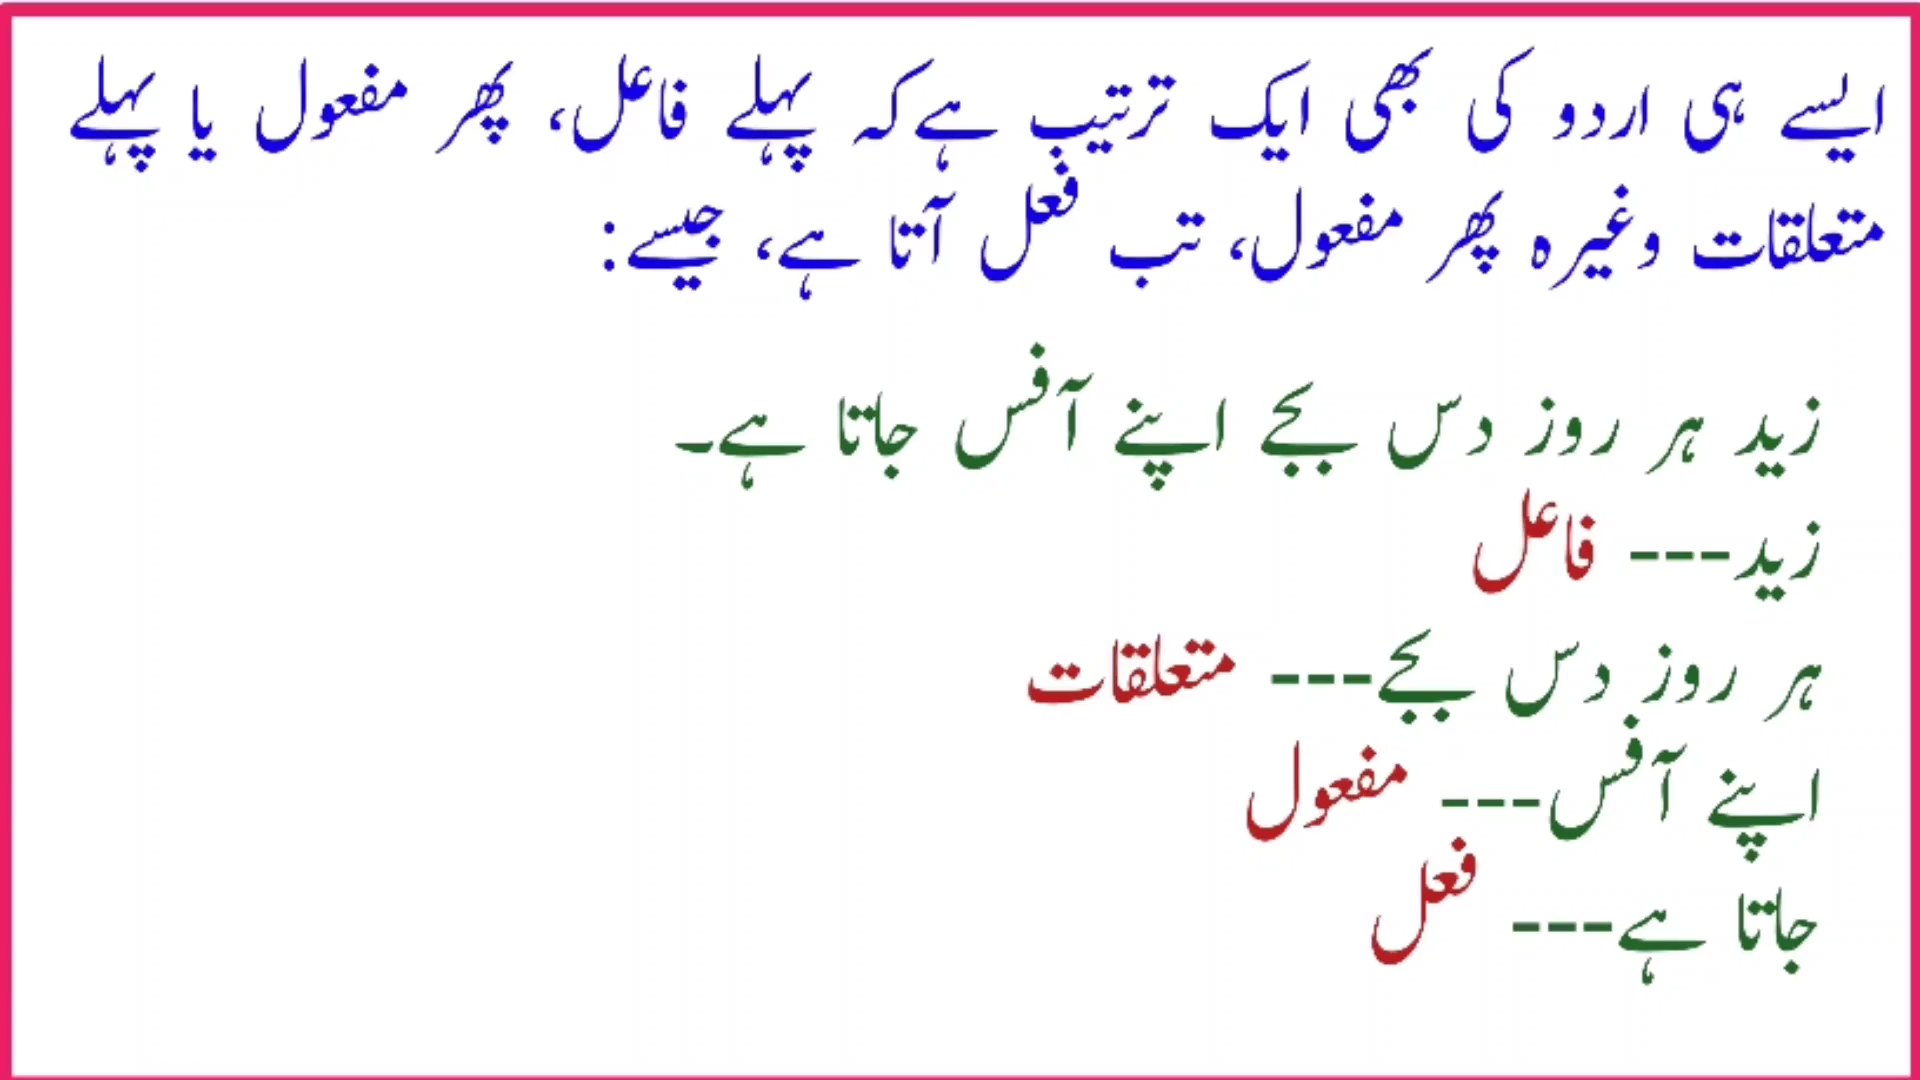 ایسے ہی اردو کی بھی ایک ترتیب ہےکہ پہلے فاعل، پھر مفعول یا پہلے
متعلقات وغیرہ پھر مفعول، تب فعل آتا ہے، جیسے:
زید ہر روز دس بجے اپنے آفس جاتا ہے۔
زید--- فاعل
ہر روز دس بجے--- متعلقات
اپنے آفس--- مفعول
جاتا ہے--- فعل